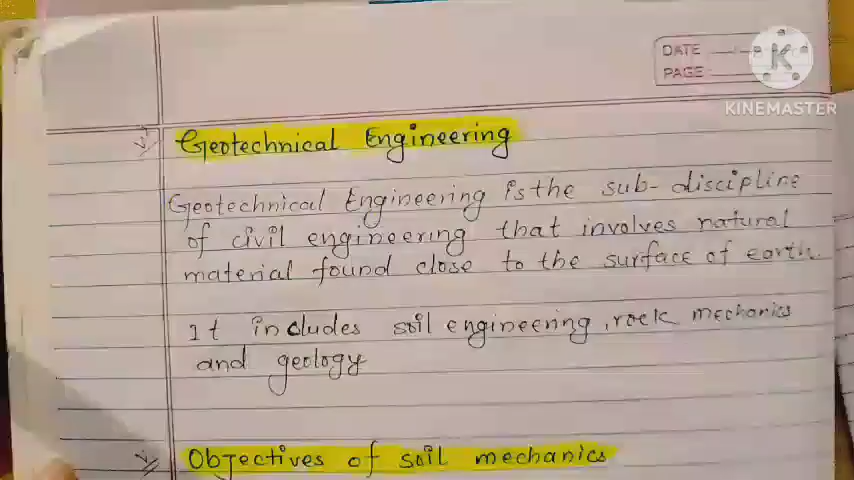 DATE
PAGE
K
KINEMASTER
Geotechnical Engineering
Geotechnical Engineering is the sub-discipline
of civil engineering that involves natural
material found close to the surface of earth.
It includes soil engineering, rock mechanics
and geology
Objectives of soil mechanics